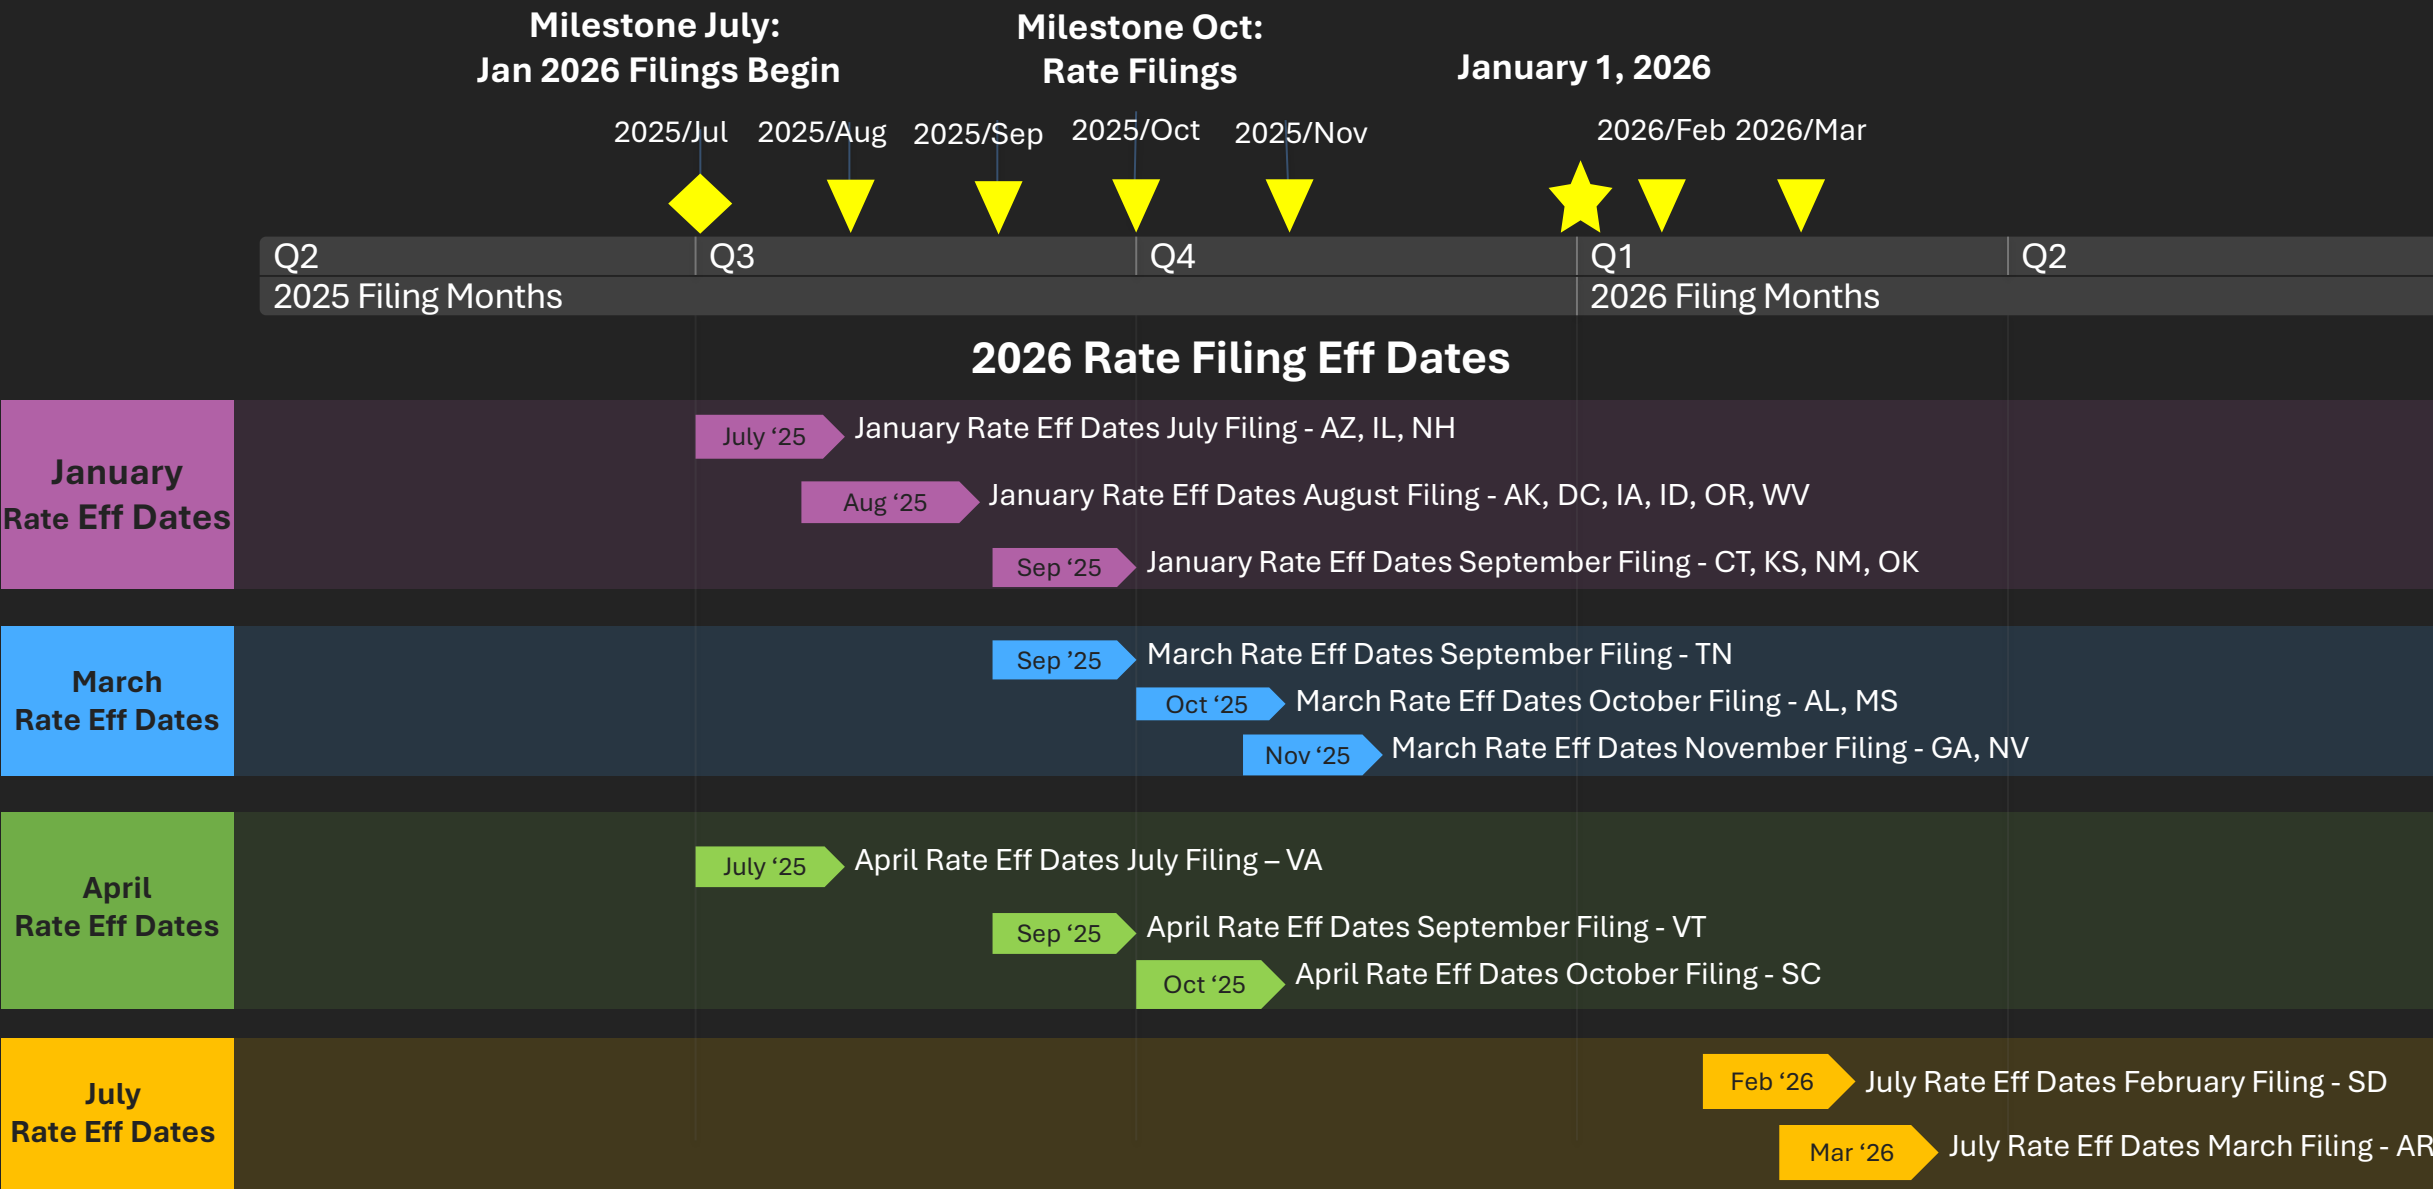 Milestone July:
Jan 2026 Filings Begin
Milestone Oct:
Rate Filings
January 1, 2026
2025/Jul
2025/Aug
2025/Sep
2025/Oct
2025/Nov
2026/Feb
2026/Mar
Q2
Q3
Q4
Q1
Q2
2025 Filing Months
2026 Filing Months
2026 Rate Filing Eff Dates
January
Rate Eff Dates
July ‘25
January Rate Eff Dates July Filing - AZ, IL, NH
Aug ‘25
January Rate Eff Dates August Filing - AK, DC, IA, ID, OR, WV
Sep ‘25
January Rate Eff Dates September Filing - CT, KS, NM, OK
March
Rate Eff Dates
Sep ’25
March Rate Eff Dates September Filing - TN
Oct ‘25
March Rate Eff Dates October Filing - AL, MS
Nov ‘25
March Rate Eff Dates November Filing - GA, NV
April
Rate Eff Dates
July ‘25
April Rate Eff Dates July Filing – VA
Sep ‘25
April Rate Eff Dates September Filing - VT
Oct ‘25
April Rate Eff Dates October Filing - SC
July
Rate Eff Dates
Feb ‘26
July Rate Eff Dates February Filing - SD
Mar ‘26
July Rate Eff Dates March Filing - AR